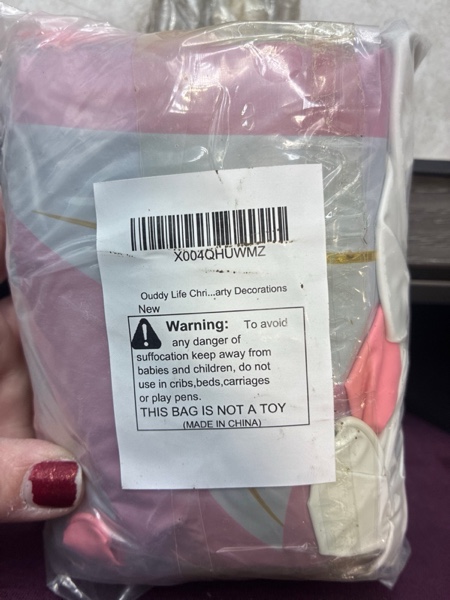 X004QHUWMZ
Ouddy Life Chri...arty Decorations
New
Warning: To avoid
any danger of
suffocation keep away from
babies and children, do not
use in cribs,beds,carriages
or play pens.
THIS BAG IS NOT A TOY
(MADE IN CHINA)